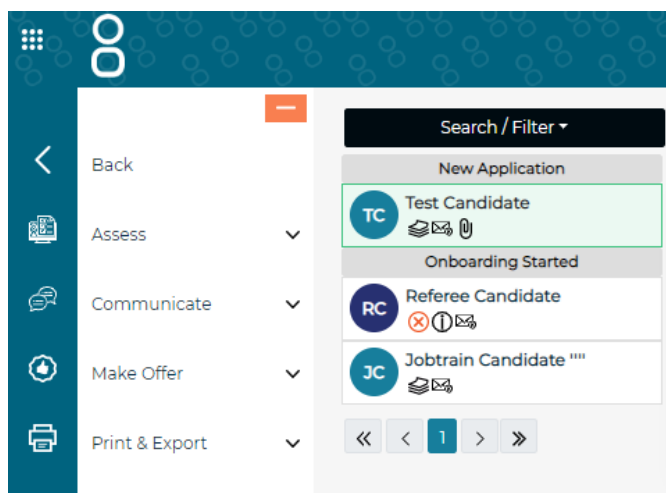 Back
Assess
Communicate
Make Offer
Print & Export
Search / Filter
New Application
TC
Test Candidate
Onboarding Started
RC
Referee Candidate
JC
Jobtrain Candidate ""
1